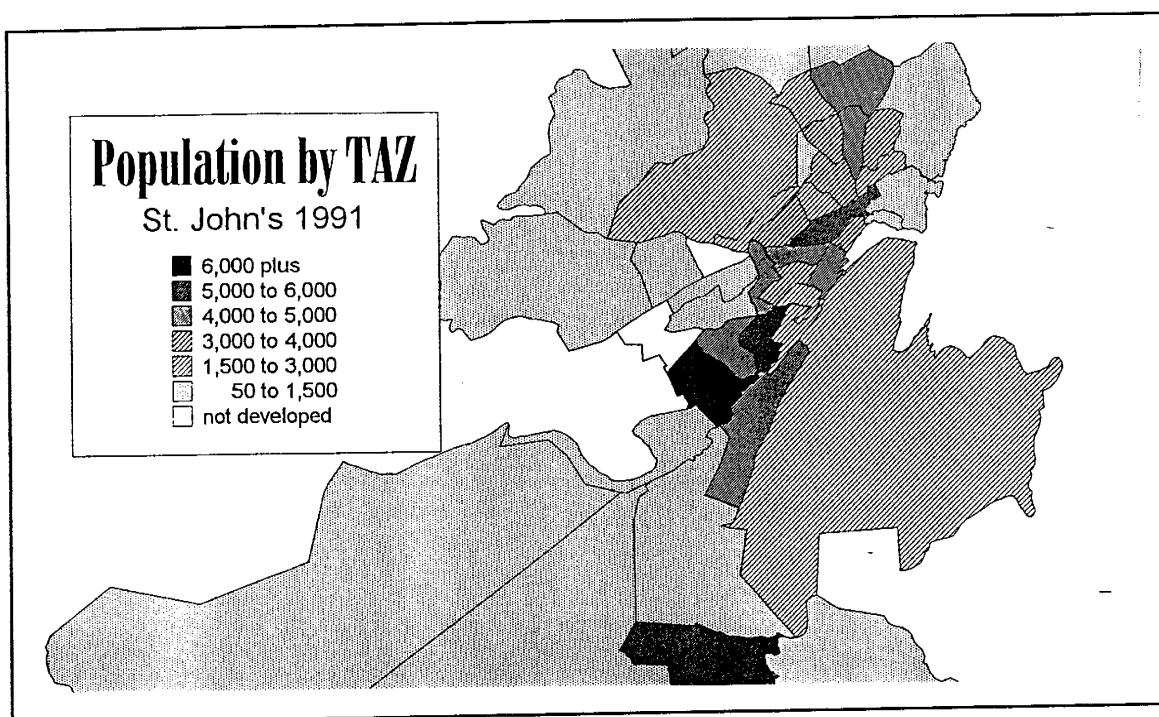 Population by TAZ
St. John's 1991
6,000 plus
5,000 to 6,000
4,000 to 5,000
3,000 to 4,000
1,500 to 3,000
50 to 1,500
not developed